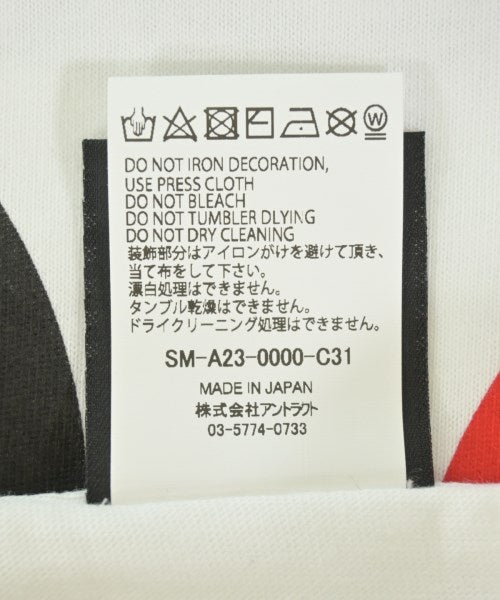 W
DO NOT IRON DECORATION,
USE PRESS CLOTH
DO NOT BLEACH
DO NOT TUMBLER DLYING
DO NOT DRY CLEANING
装飾部分はアイロンがけを避けて頂き、
当て布をして下さい。
漂白処理はできません。
タンブル乾燥はできません。
ドライクリーニング処理はできません。
SM-A23-0000-C31
MADE IN JAPAN
株式会社アントラクト
03-5774-0733